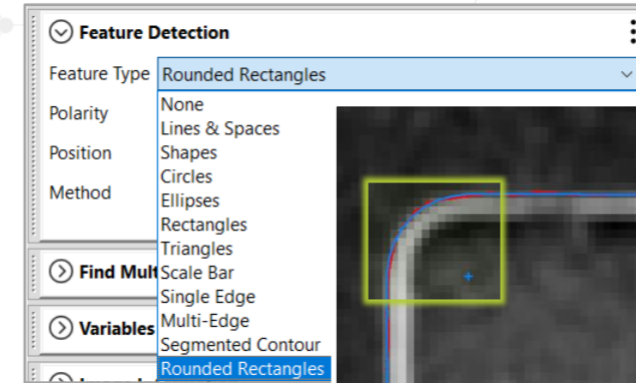 Feature Detection
Feature Type Rounded Rectangles
Polarity
Position
Method
None
Lines & Spaces
Shapes
Circles
Ellipses
Rectangles
Triangles
Scale Bar
Single Edge
Multi-Edge
Segmented Contour
Rounded Rectangles
Find Mult
Variables